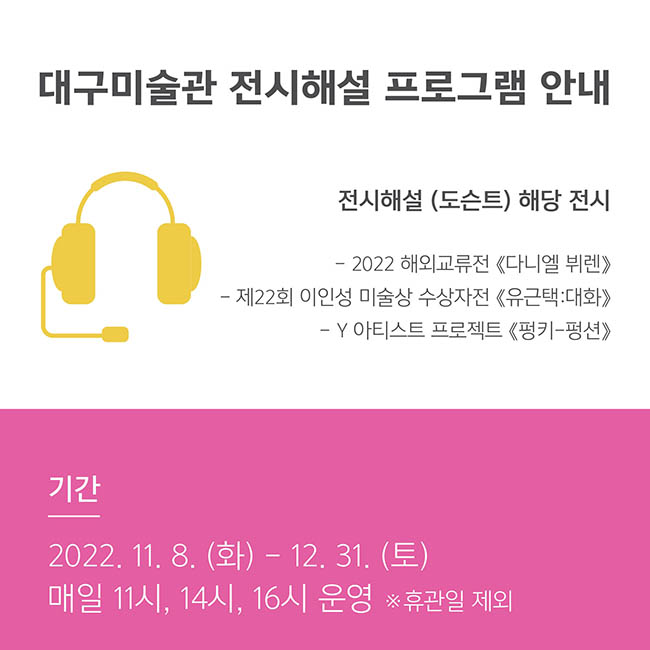 대구미술관 전시해설 프로그램 안내
전시해설 (도슨트) 해당 전시
- 2022 해외교류전 《다니엘 뷔렌》
- 제22회 이인성 미술상 수상자전 《유근택:대화》
- Y 아티스트 프로젝트 《펑키-펑션》
기간
2022. 11. 8. (화) - 12. 31. (토)
매일 11시, 14시, 16시 운영 ※휴관일 제외